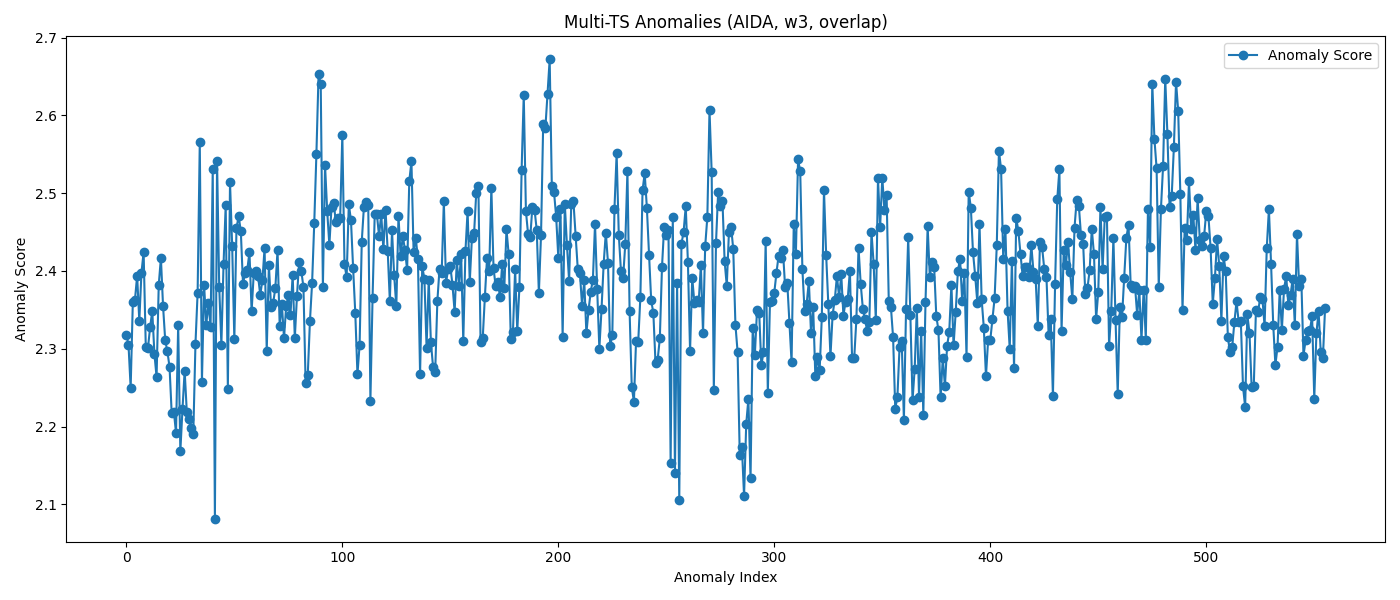 Multi-TS Anomalies (AIDA, w3, overlap)
Anomaly Score
2.7
2.6
2.5
2.4
2.3
2.2
2.1
Anomaly Score
0 100 200 300 400 500
Anomaly Index